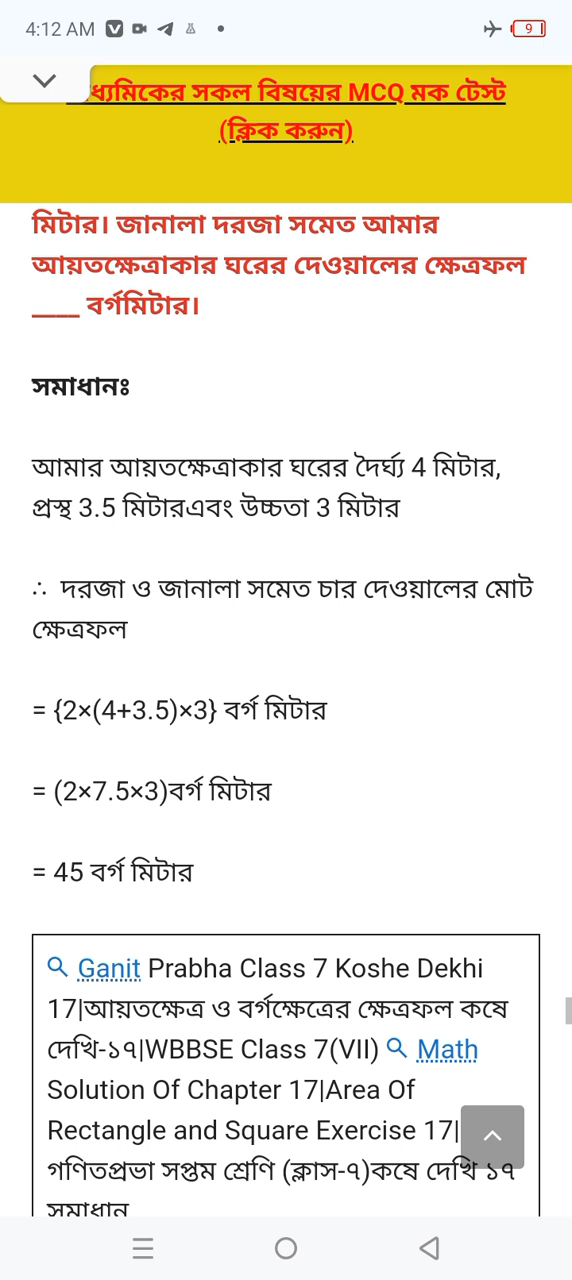 4:12 AM
9
ধ্যমিকের সকল বিষয়ের MCQ মক টেস্ট
(ক্লিক করুন)
মিটার। জানালা দরজা সমেত আমার
আয়তক্ষেত্রাকার ঘরের দেওয়ালের ক্ষেত্রফল
____ বর্গমিটার।
সমাধানঃ
আমার আয়তক্ষেত্রাকার ঘরের দৈর্ঘ্য 4 মিটার,
প্রস্থ 3.5 মিটারএবং উচ্চতা 3 মিটার
∴ দরজা ও জানালা সমেত চার দেওয়ালের মোট
ক্ষেত্রফল
= {2×(4+3.5)×3} বর্গ মিটার
= (2×7.5×3)বর্গ মিটার
= 45 বর্গ মিটার
Ganit Prabha Class 7 Koshe Dekhi
17|আয়তক্ষেত্র ও বর্গক্ষেত্রের ক্ষেত্রফল কষে
দেখি-১৭|WBBSE Class 7(VII) Math
Solution Of Chapter 17|Area Of
Rectangle and Square Exercise 17|
গণিতপ্রভা সপ্তম শ্রেণি (ক্লাস-৭)কষে দেখি ১৭
সমাধান